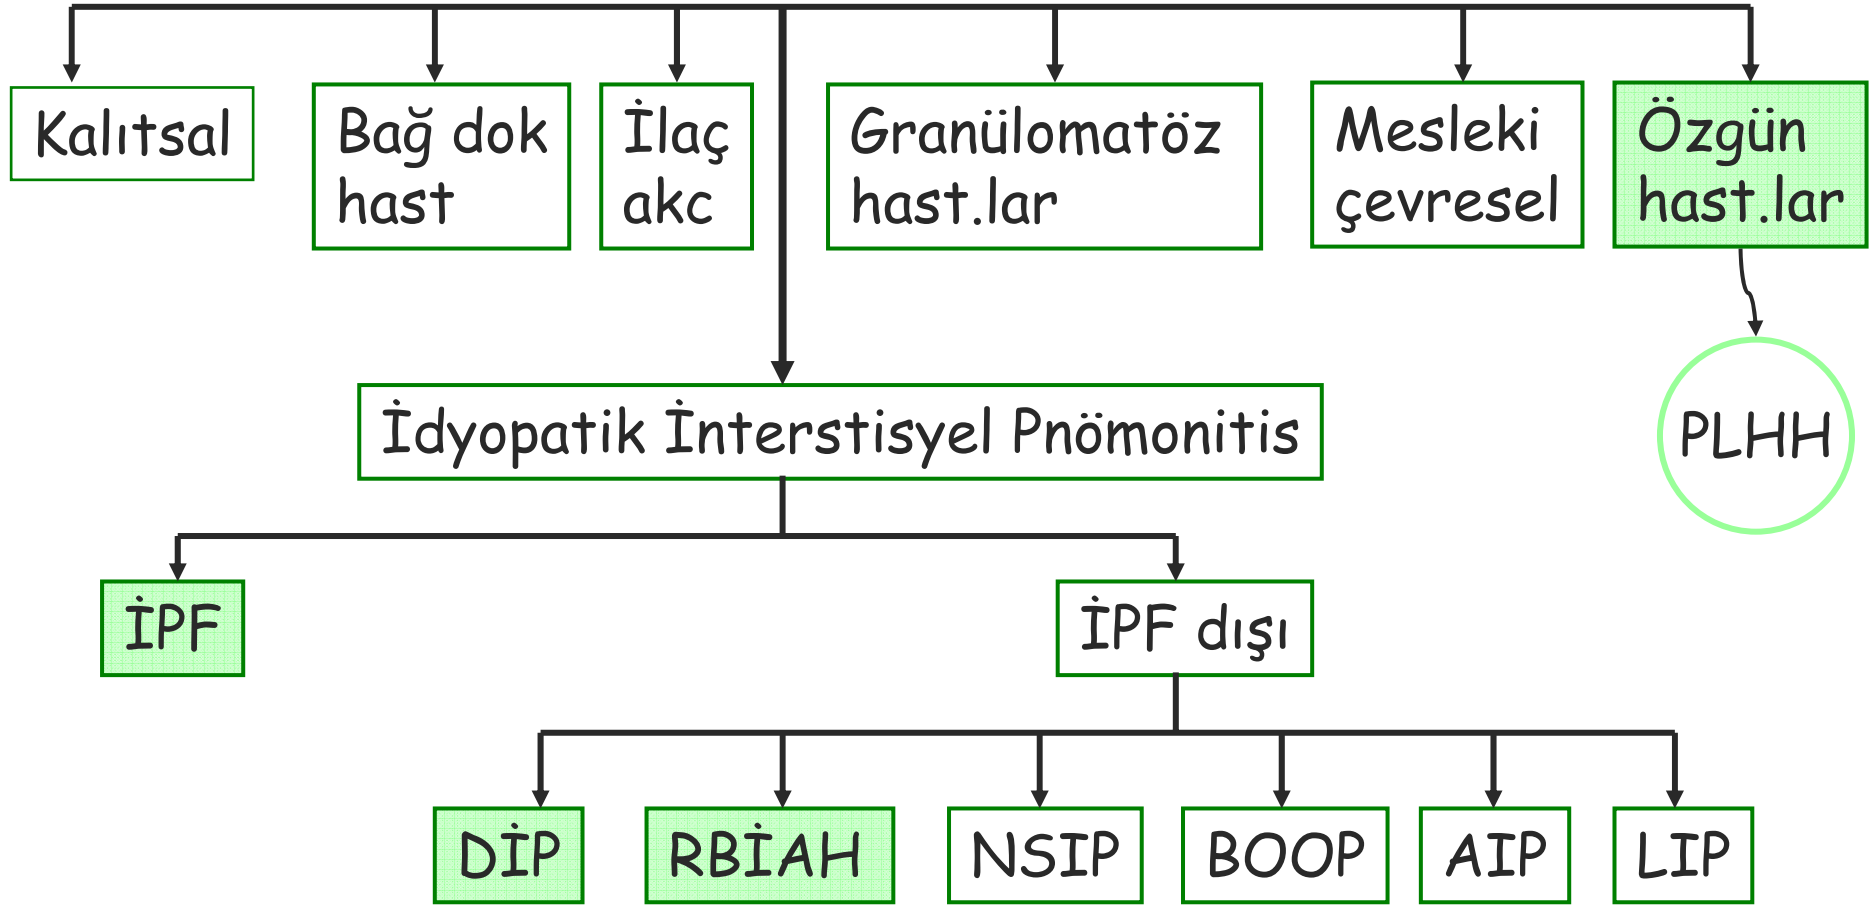 Kalıtsal
Bağ dok
hast
İlaç
akc
Granülomatöz
hast.lar
Mesleki
çevresel
Özgün
hast.lar
İdyopatik İnterstisyel Pnömonitis
PLHH
İPF
İPF dışı
DİP
RBİAH
NSIP
BOOP
AIP
LIP